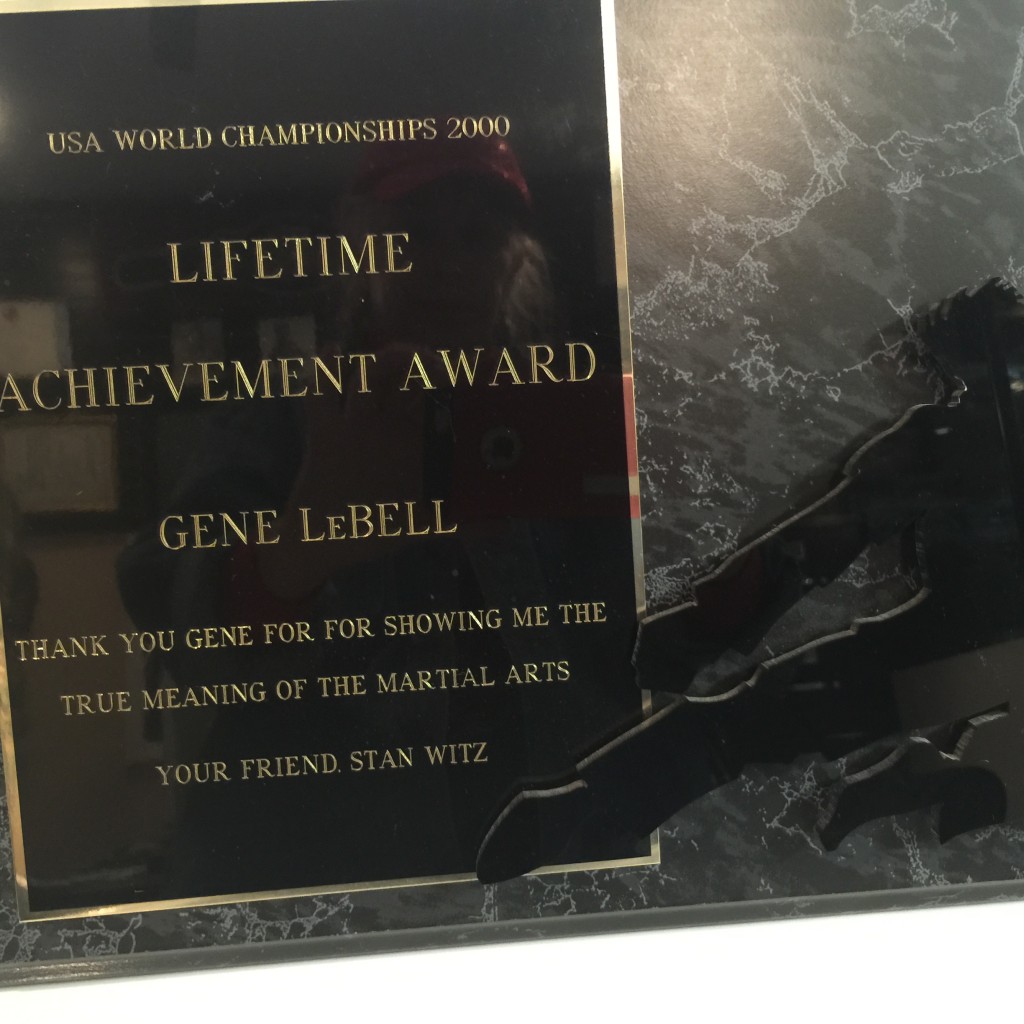 USA WORLD CHAMPIONSHIPS 2000
LIFETIME
ACHIEVEMENT AWARD
GENE LeBELL
THANK YOU GENE FOR FOR SHOWING ME THE
TRUE MEANING OF THE MARTIAL ARTS
YOUR FRIEND, STAN WITZ